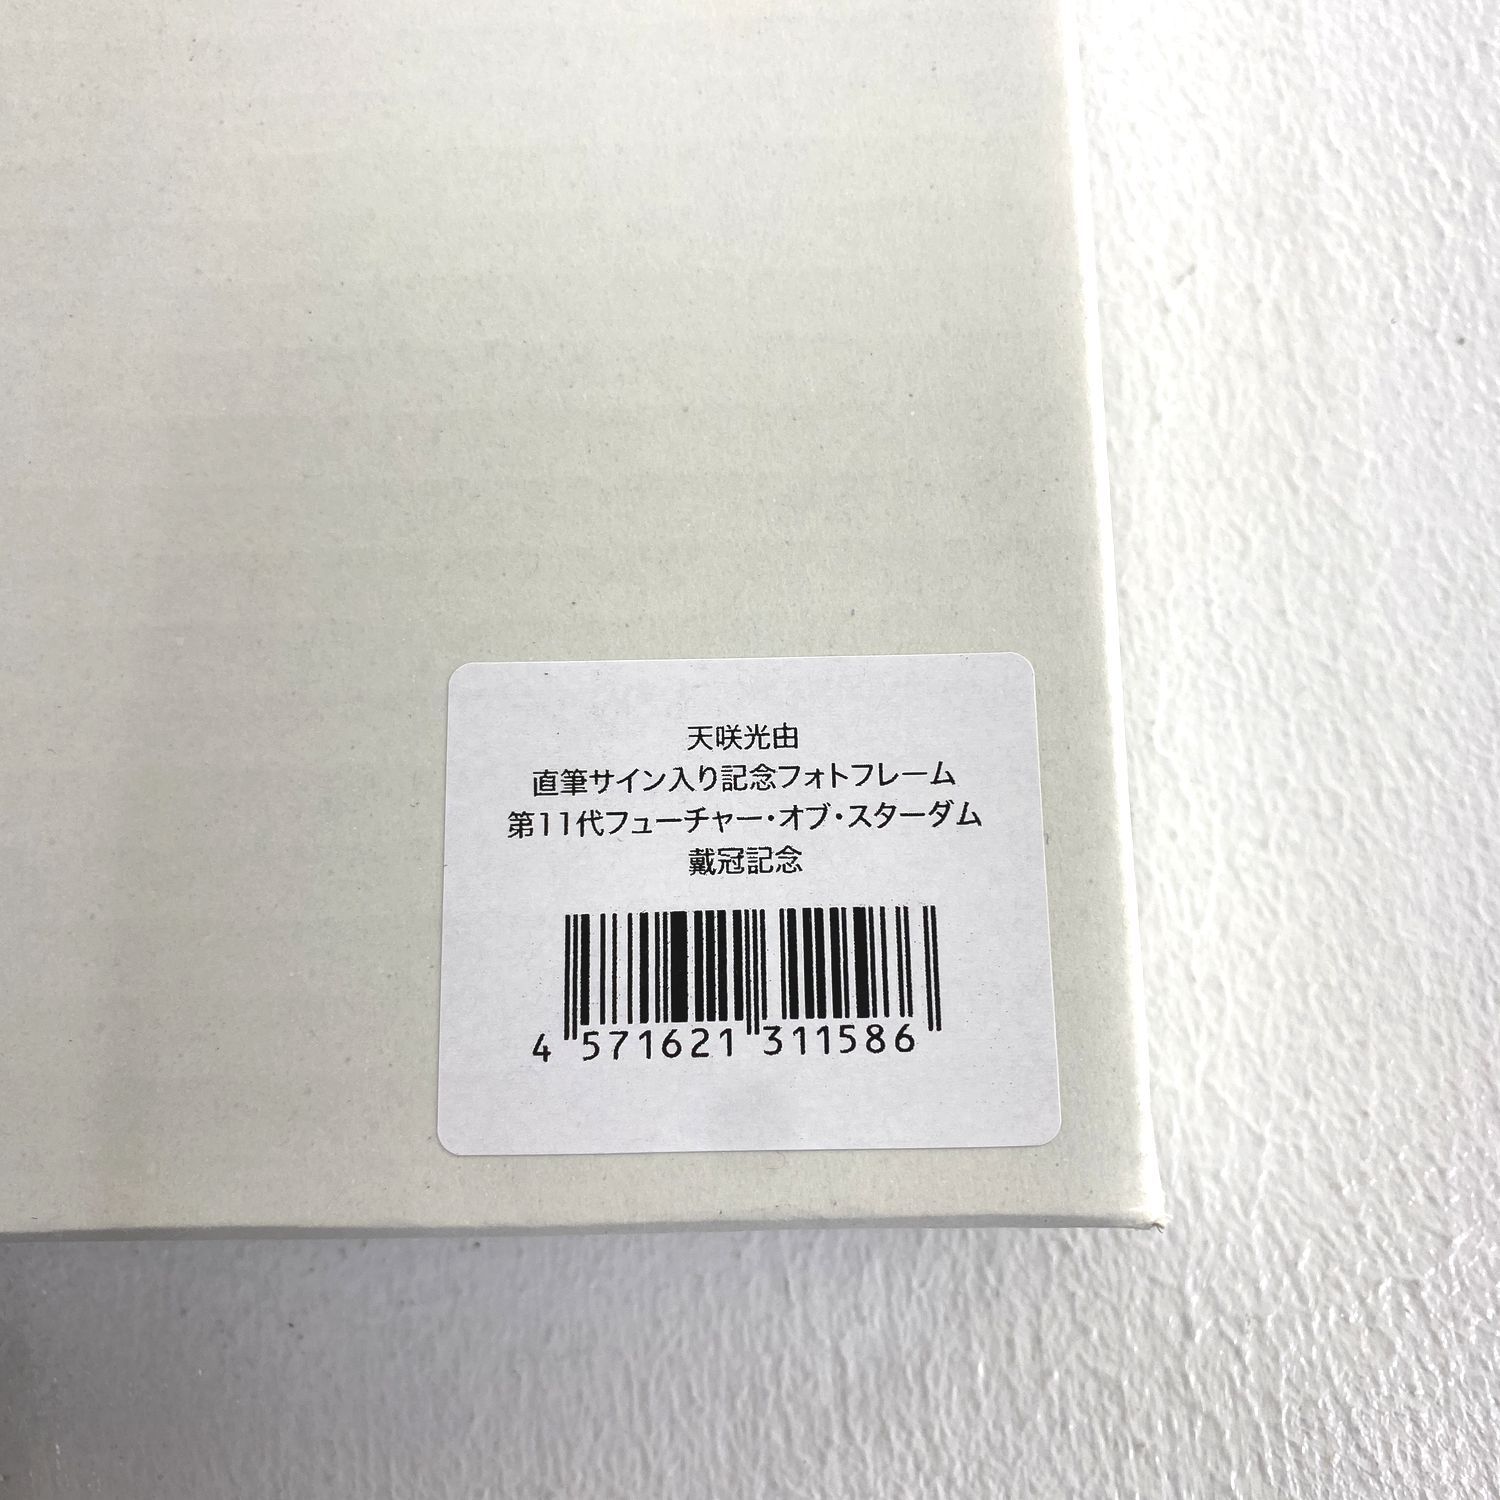 天咲光由
直筆サイン入り記念フォトフレーム
第11代フューチャー・オブ・スターダム
戴冠記念
4 571621 311586